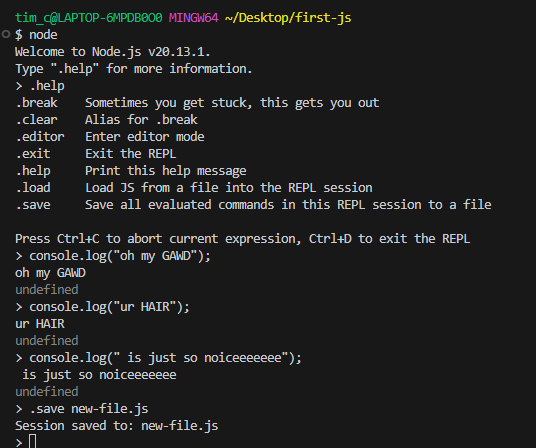 tim_c@LAPTOP-6MPDB0O0 MINGW64 ~/Desktop/first-js
$ node
Welcome to Node.js v20.13.1.
Type ".help" for more information.
> .help
.break    Sometimes you get stuck, this gets you out
.clear    Alias for .break
.editor   Enter editor mode
.exit     Exit the REPL
.help     Print this help message
.load     Load JS from a file into the REPL session
.save     Save all evaluated commands in this REPL session to a file

Press Ctrl+C to abort current expression, Ctrl+D to exit the REPL
> console.log("oh my GAWD");
oh my GAWD
undefined
> console.log("ur HAIR");
ur HAIR
undefined
> console.log(" is just so noiceeeeeee");
 is just so noiceeeeeee
undefined
> .save new-file.js
Session saved to: new-file.js
>